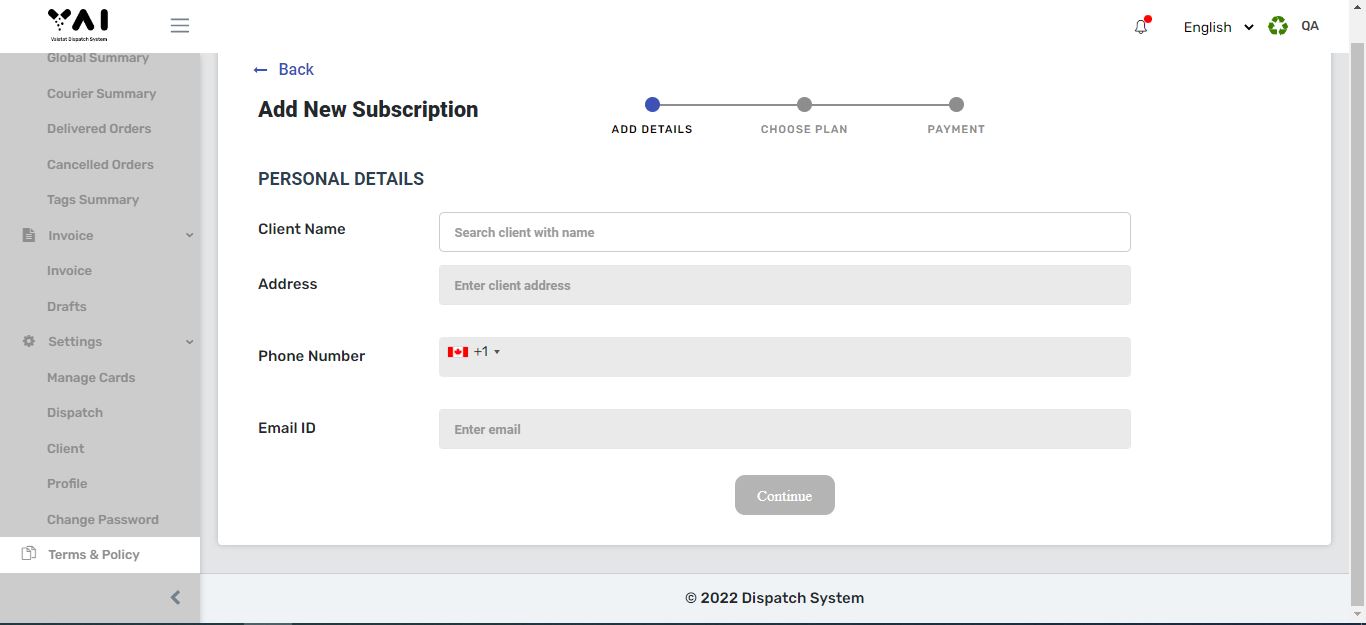 YAI
Vaistat Dispatch System
English
QA
Global Summary
Courier Summary
Delivered Orders
Cancelled Orders
Tags Summary
Invoice
Invoice
Drafts
Settings
Manage Cards
Dispatch
Client
Profile
Change Password
Terms & Policy
← Back
Add New Subscription
ADD DETAILS
CHOOSE PLAN
PAYMENT
PERSONAL DETAILS
Client Name
Search client with name
Address
Enter client address
Phone Number
+1
Email ID
Enter email
Continue
© 2022 Dispatch System